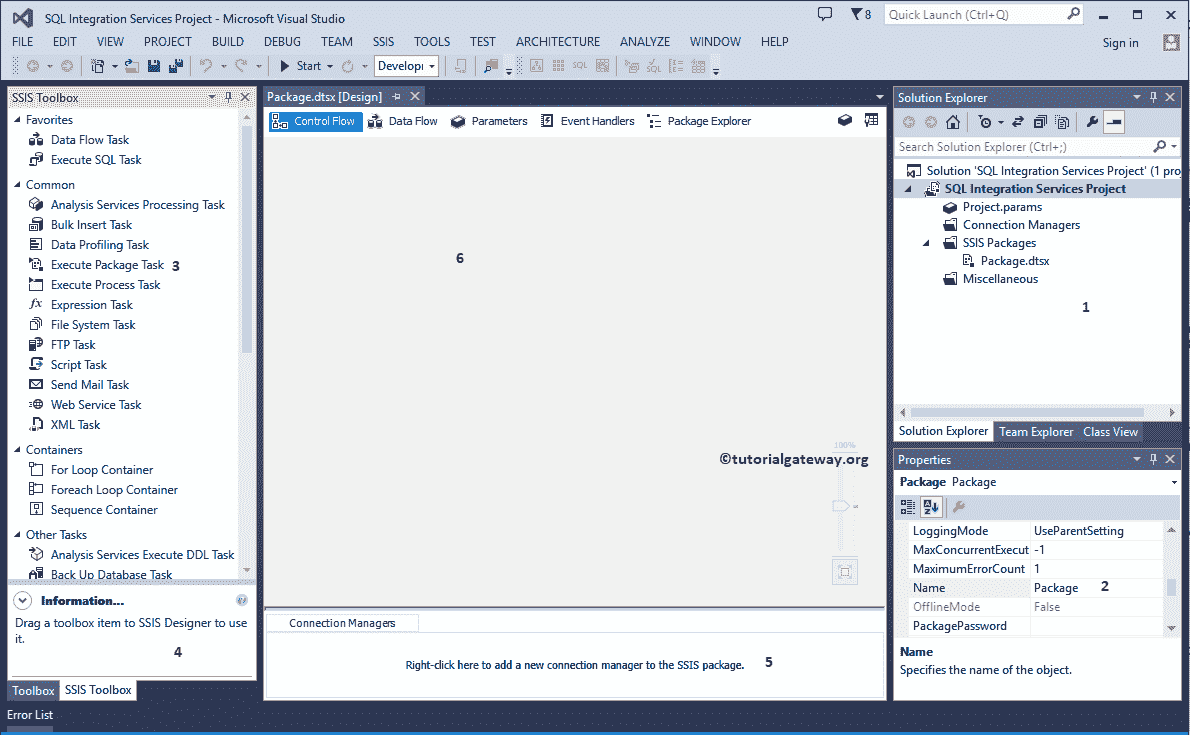 SQL Integration Services Project - Microsoft Visual Studio
8
Quick Launch (Ctrl+Q)
FILE EDIT VIEW PROJECT BUILD DEBUG TEAM SSIS TOOLS TEST ARCHITECTURE ANALYZE WINDOW HELP
Sign in
Start Developi
SQL
SSIS Toolbox
Favorites
Data Flow Task
Execute SQL Task
Common
Analysis Services Processing Task
Bulk Insert Task
Data Profiling Task
Execute Package Task 3
Execute Process Task
Expression Task
File System Task
FTP Task
Script Task
Send Mail Task
Web Service Task
XML Task
Containers
For Loop Container
Foreach Loop Container
Sequence Container
Other Tasks
Analysis Services Execute DDL Task
Back Up Database Task
Information...
Drag a toolbox item to SSIS Designer to use
it.
4
Toolbox SSIS Toolbox
Error List
Package.dtsx [Design]
Control Flow Data Flow Parameters Event Handlers Package Explorer
6
100%
©tutorialgateway.org
Connection Managers
Right-click here to add a new connection manager to the SSIS package. 5
Solution Explorer
Search Solution Explorer (Ctrl+;)
Solution 'SQL Integration Services Project' (1 proj
SQL Integration Services Project
Project.params
Connection Managers
SSIS Packages
Package.dtsx
Miscellaneous
1
Solution Explorer Team Explorer Class View
Properties
Package Package
LoggingMode UseParentSetting
MaxConcurrentExecut -1
MaximumErrorCount 1
Name Package 2
OfflineMode False
PackagePassword
Name
Specifies the name of the object.